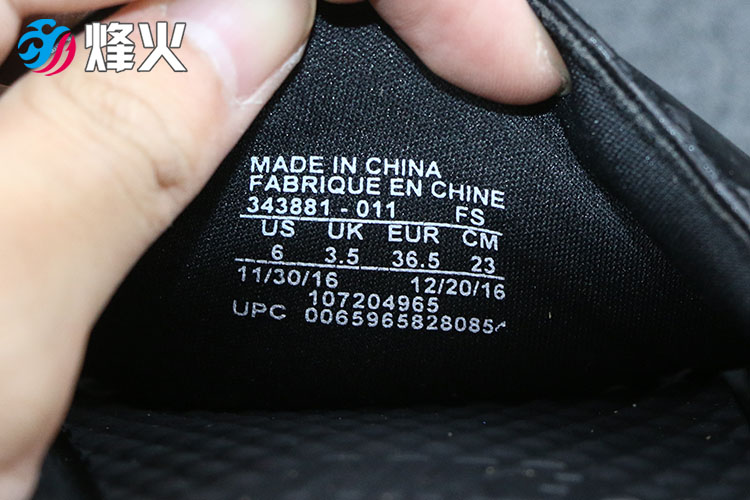 烽火
MADE IN CHINA
FABRIQUE EN CHINE
343881 - 011 FS
US UK EUR CM
6 3.5 36.5 23
11/30/16 12/20/16
107204965
UPC 00659658280854